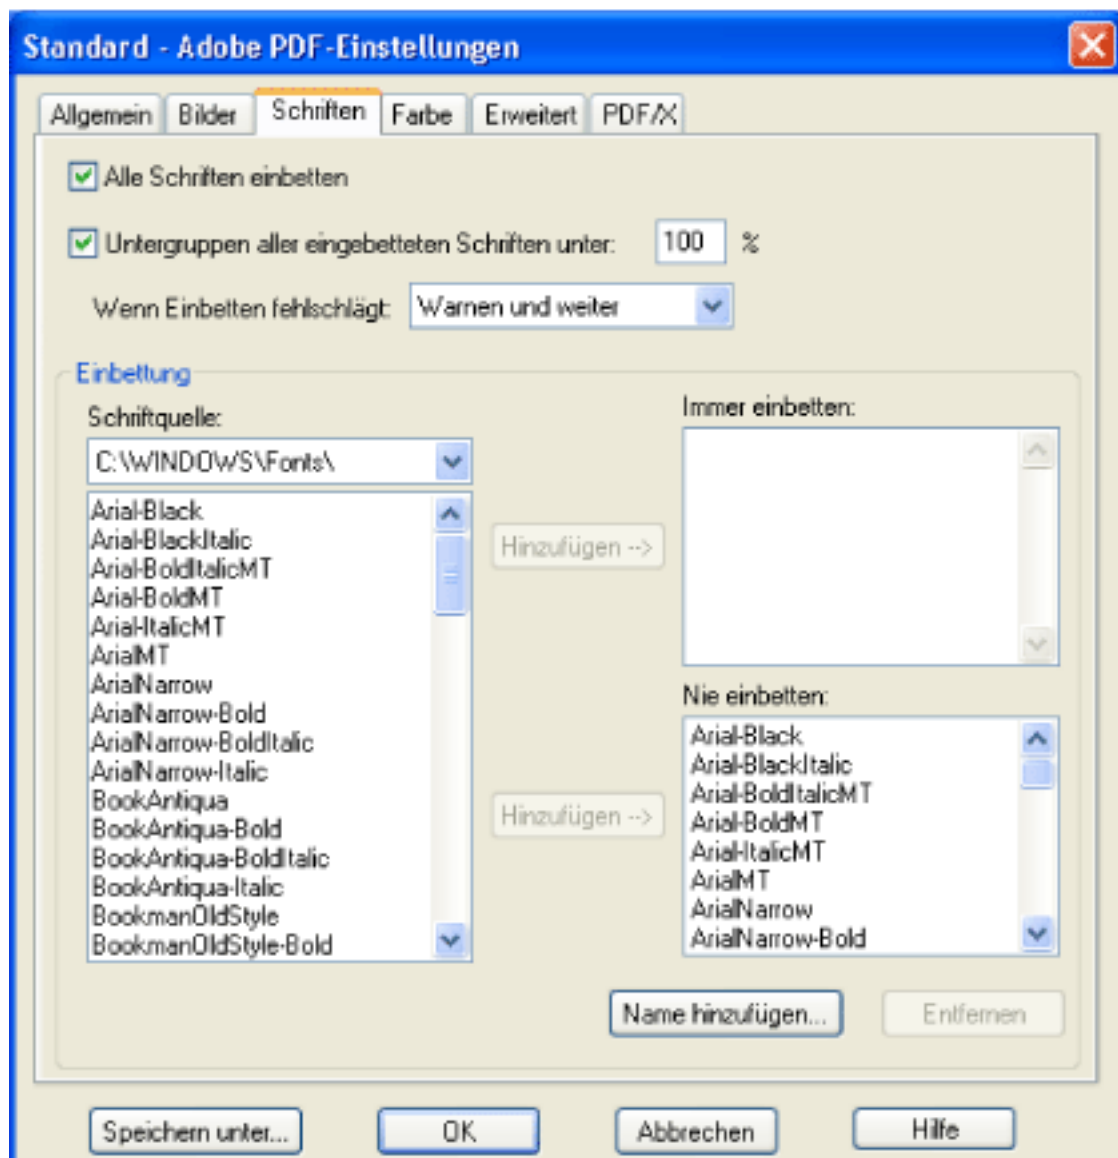 Standard - Adobe PDF-Einstellungen
Allgemein Bilder Schriften Farbe Erweitert PDF/X
Alle Schriften einbetten
Untergruppen aller eingebetteten Schriften unter: 100 %
Wenn Einbetten fehlschlägt: Warnen und weiter
Einbettung
Schriftquelle:
C:\WINDOWS\Fonts\
Arial-Black
Arial-BlackItalic
Arial-BoldItalicMT
Arial-BoldMT
Arial-ItalicMT
ArialMT
ArialNarrow
ArialNarrow-Bold
ArialNarrow-BoldItalic
ArialNarrow-Italic
BookAntiqua
BookAntiqua-Bold
BookAntiqua-BoldItalic
BookAntiqua-Italic
BookmanOldStyle
BookmanOldStyle-Bold
Hinzufügen -->
Hinzufügen -->
Immer einbetten:
Nie einbetten:
Arial-Black
Arial-BlackItalic
Arial-BoldItalicMT
Arial-BoldMT
Arial-ItalicMT
ArialMT
ArialNarrow
ArialNarrow-Bold
Name hinzufügen... Entfernen
Speichern unter... OK Abbrechen Hilfe